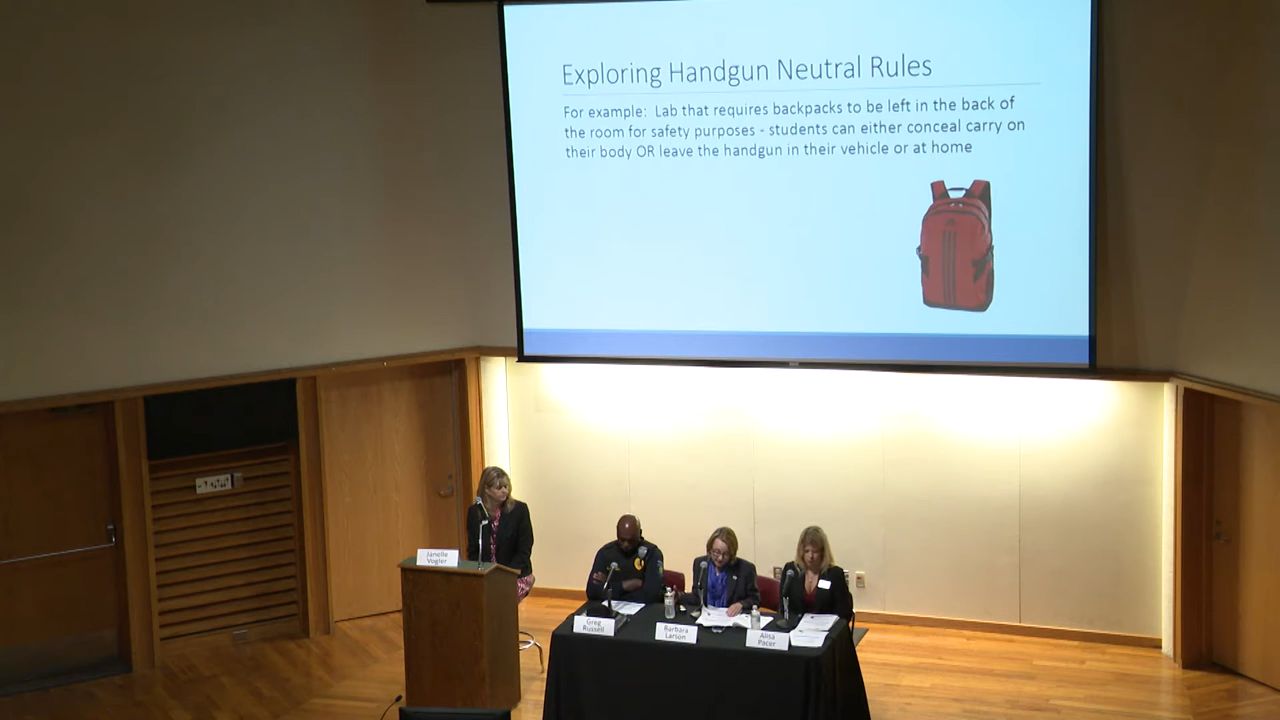 Exploring Handgun Neutral Rules
For example: Lab that requires backpacks to be left in the back of
the room for safety purposes - students can either conceal carry on
their body OR leave the handgun in their vehicle or at home
Janelle
Vogler
Greg
Russell
Barbara
Larson
Alisa
Pacer